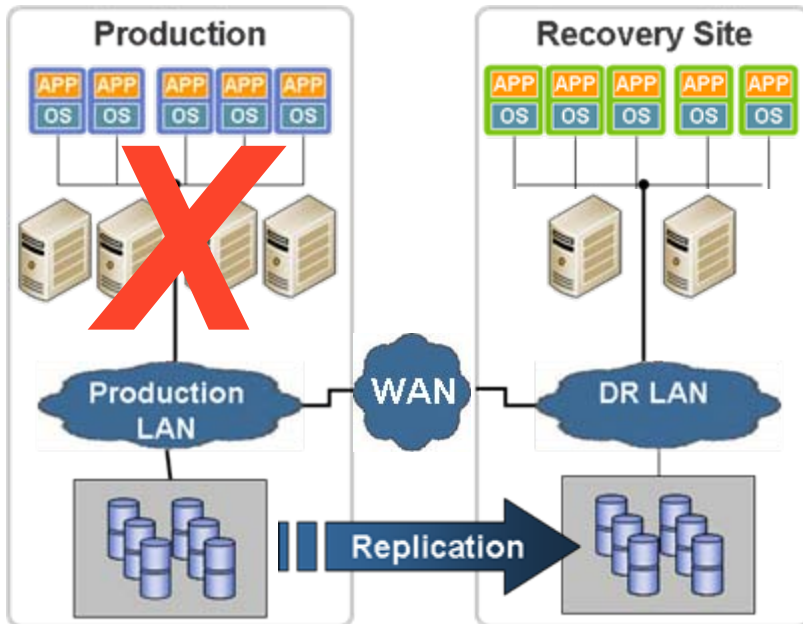 Production
Recovery Site
APP APP APP APP APP
OS OS OS OS OS
APP APP APP APP APP
OS OS OS OS OS
X
Production
LAN
WAN
DR LAN
Replication